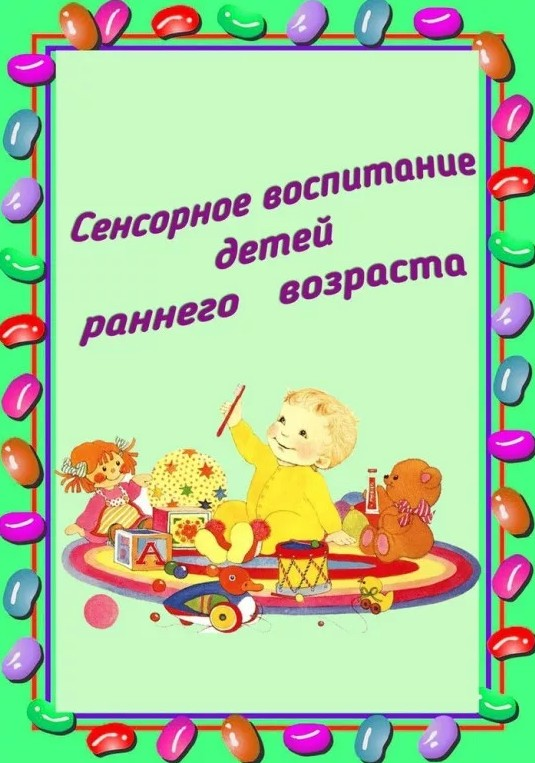 Сенсорное воспитание
детей
раннего возраста
А